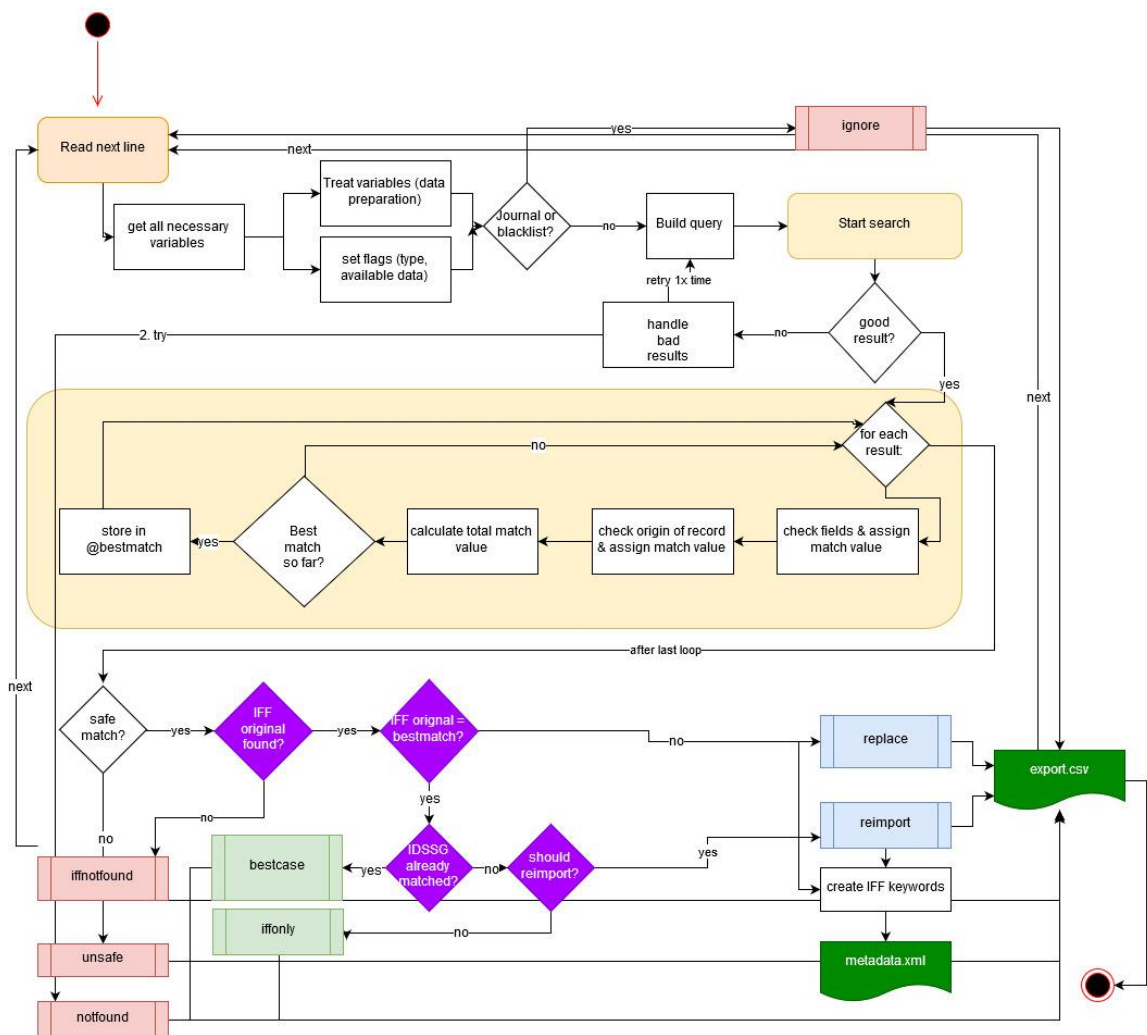 yes
ignore
Read next line
next
Treat variables (data
preparation)
get all necessary
variables
Journal or
blacklist?
no
Build query
Start search
set flags (type,
available data)
retry 1x time
2. try
handle
bad
results
no
good
result?
yes
next
for each
result:
no
store in
@bestmatch
yes
Best
match
so far?
calculate total match
value
check origin of record
& assign match value
check fields & assign
match value
after last loop
next
safe
match?
yes
IFF
original
found?
yes
IFF orignal =
bestmatch?
no
replace
export.csv
yes
no
no
reimport
bestcase
yes
IDSSG
already
matched?
no
should
reimport?
yes
iffnotfound
create IFF keywords
iffonly
no
unsafe
metadata.xml
notfound